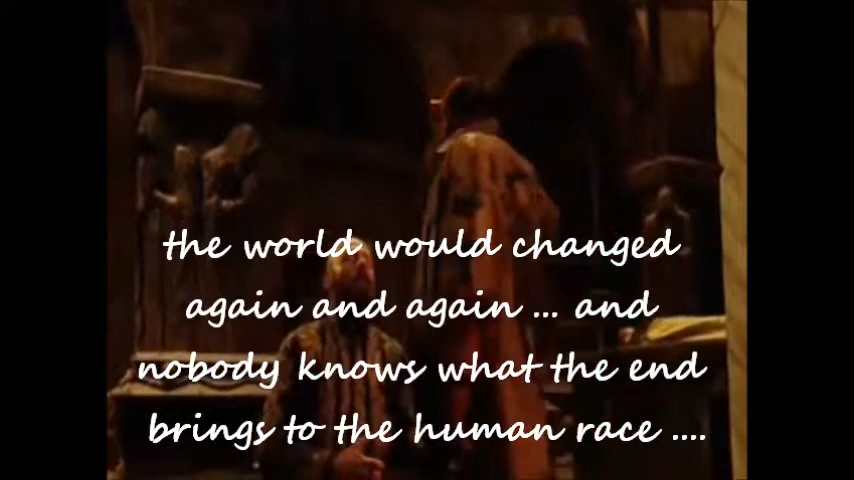 the world would changed
again and again ... and
nobody knows what the end
brings to the human race ....